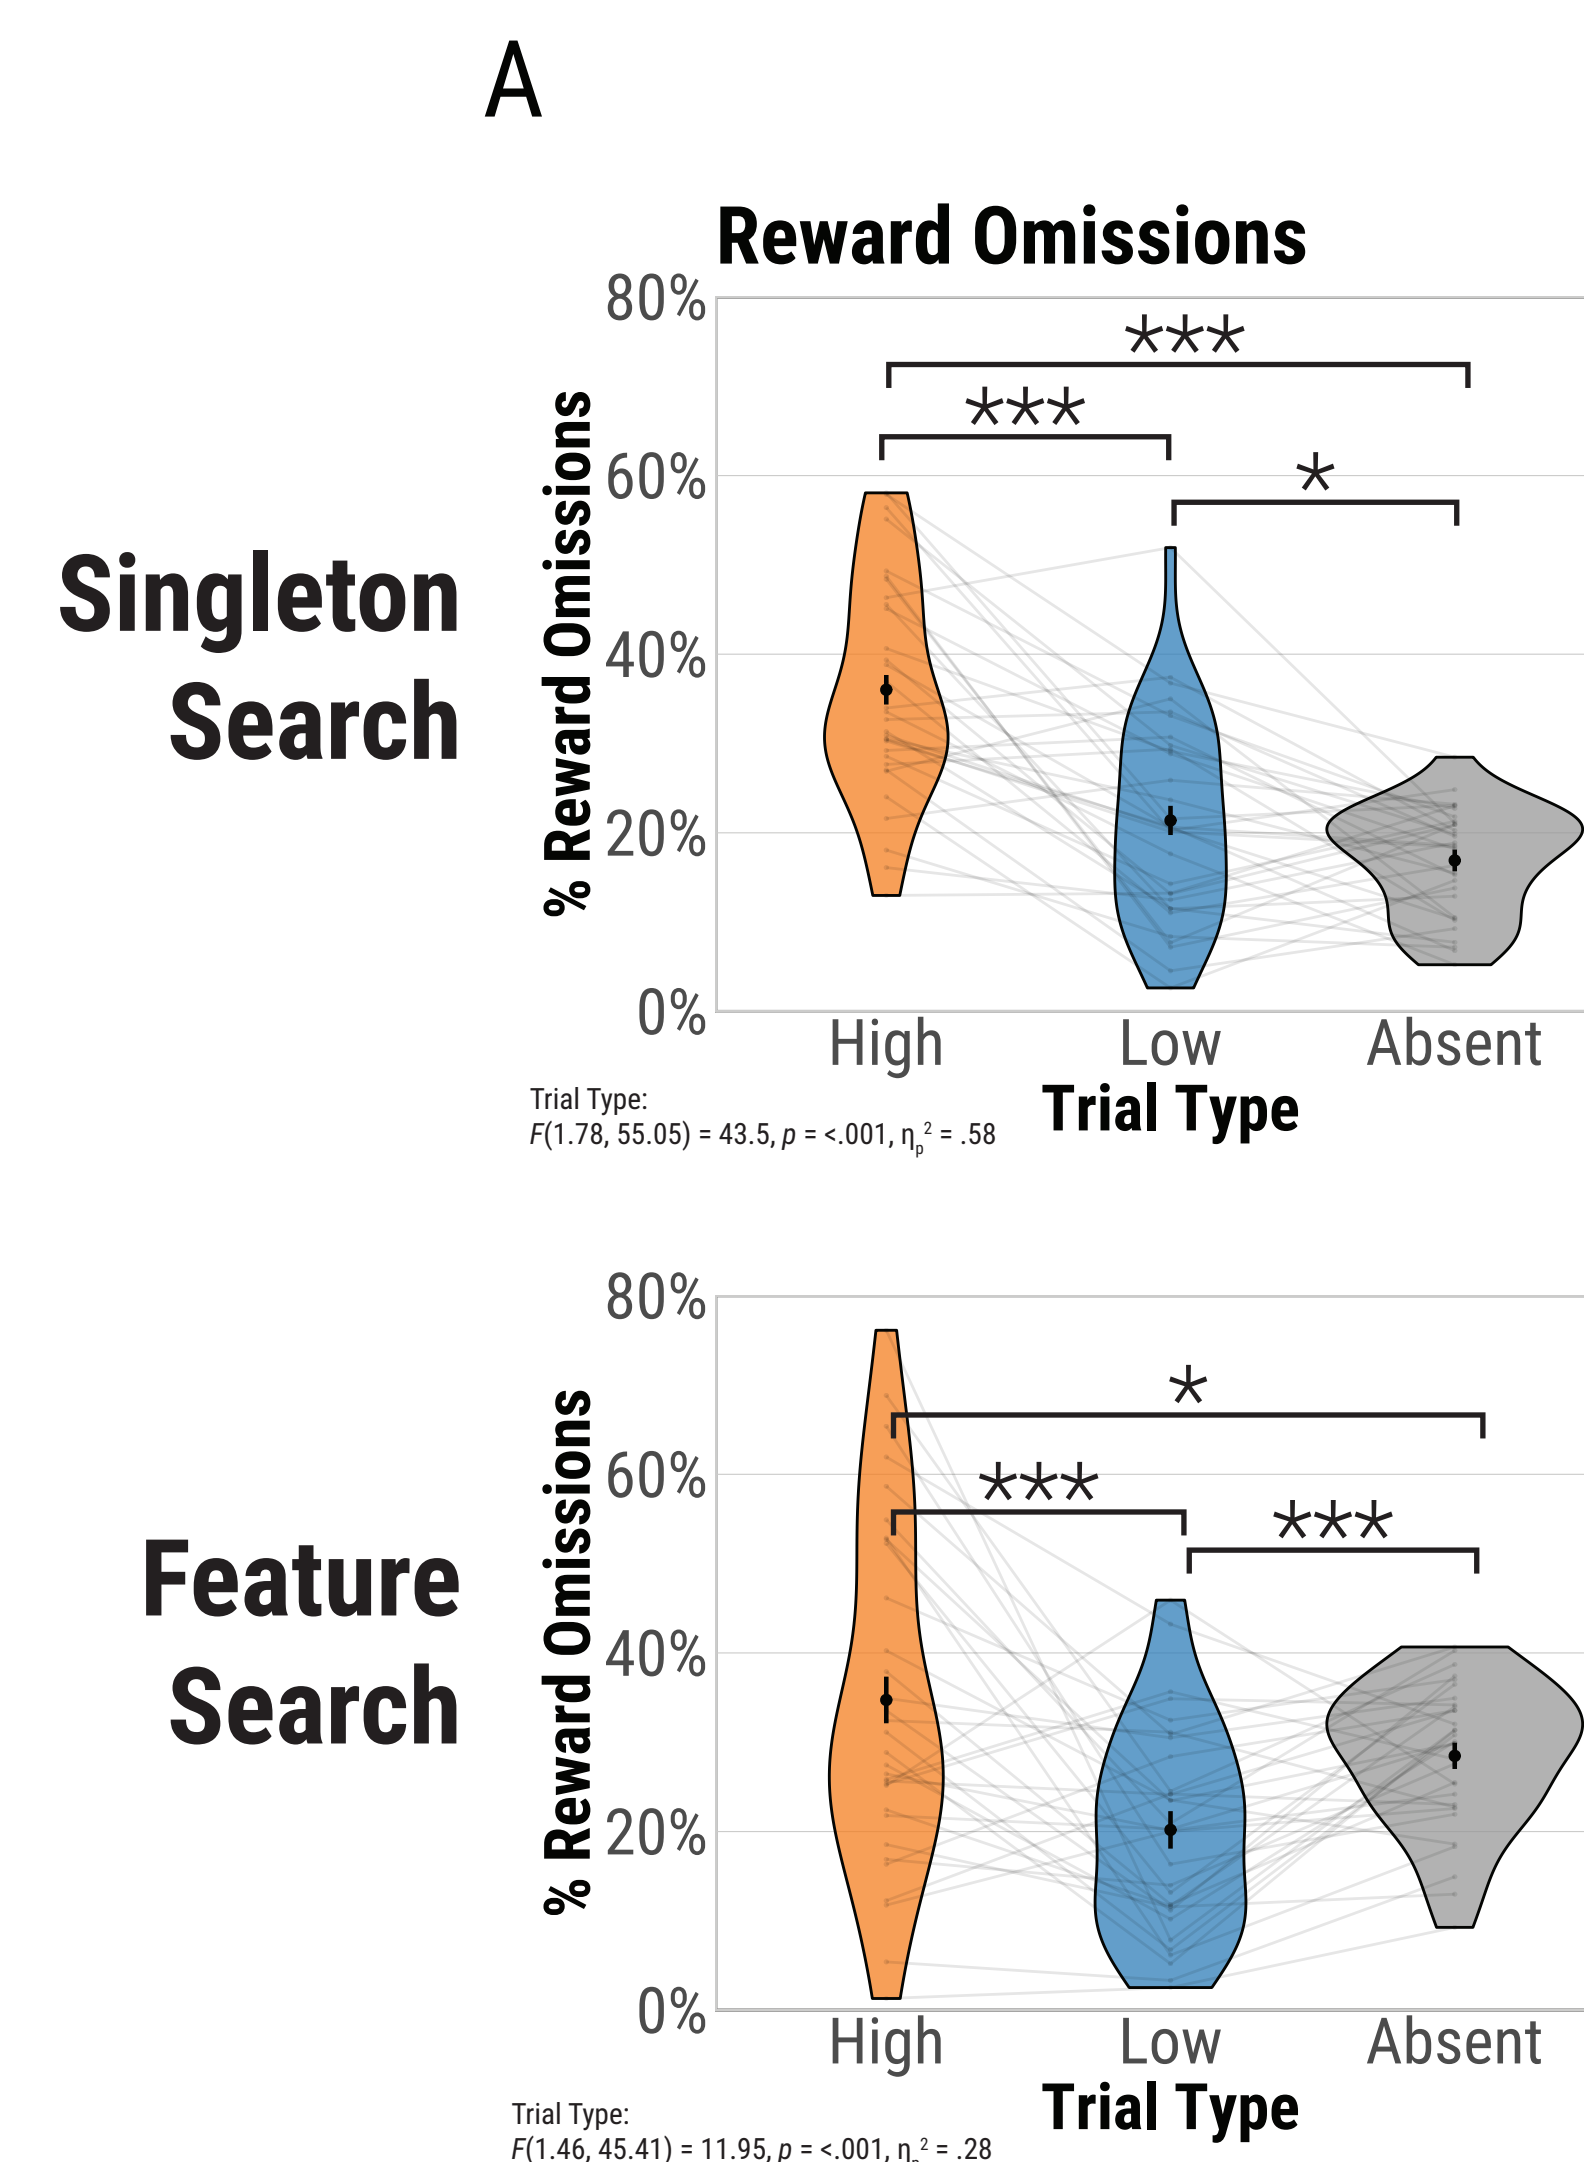 A
Reward Omissions
Singleton
Search
% Reward Omissions
80%
60%
40%
20%
0%
***
***
*
High Low Absent
Trial Type
Trial Type:
F(1.78, 55.05) = 43.5, p = <.001, ηp² = .58
Feature
Search
% Reward Omissions
80%
60%
40%
20%
0%
*
***
***
High Low Absent
Trial Type
Trial Type:
F(1.46, 45.41) = 11.95, p = <.001, ηp² = .28